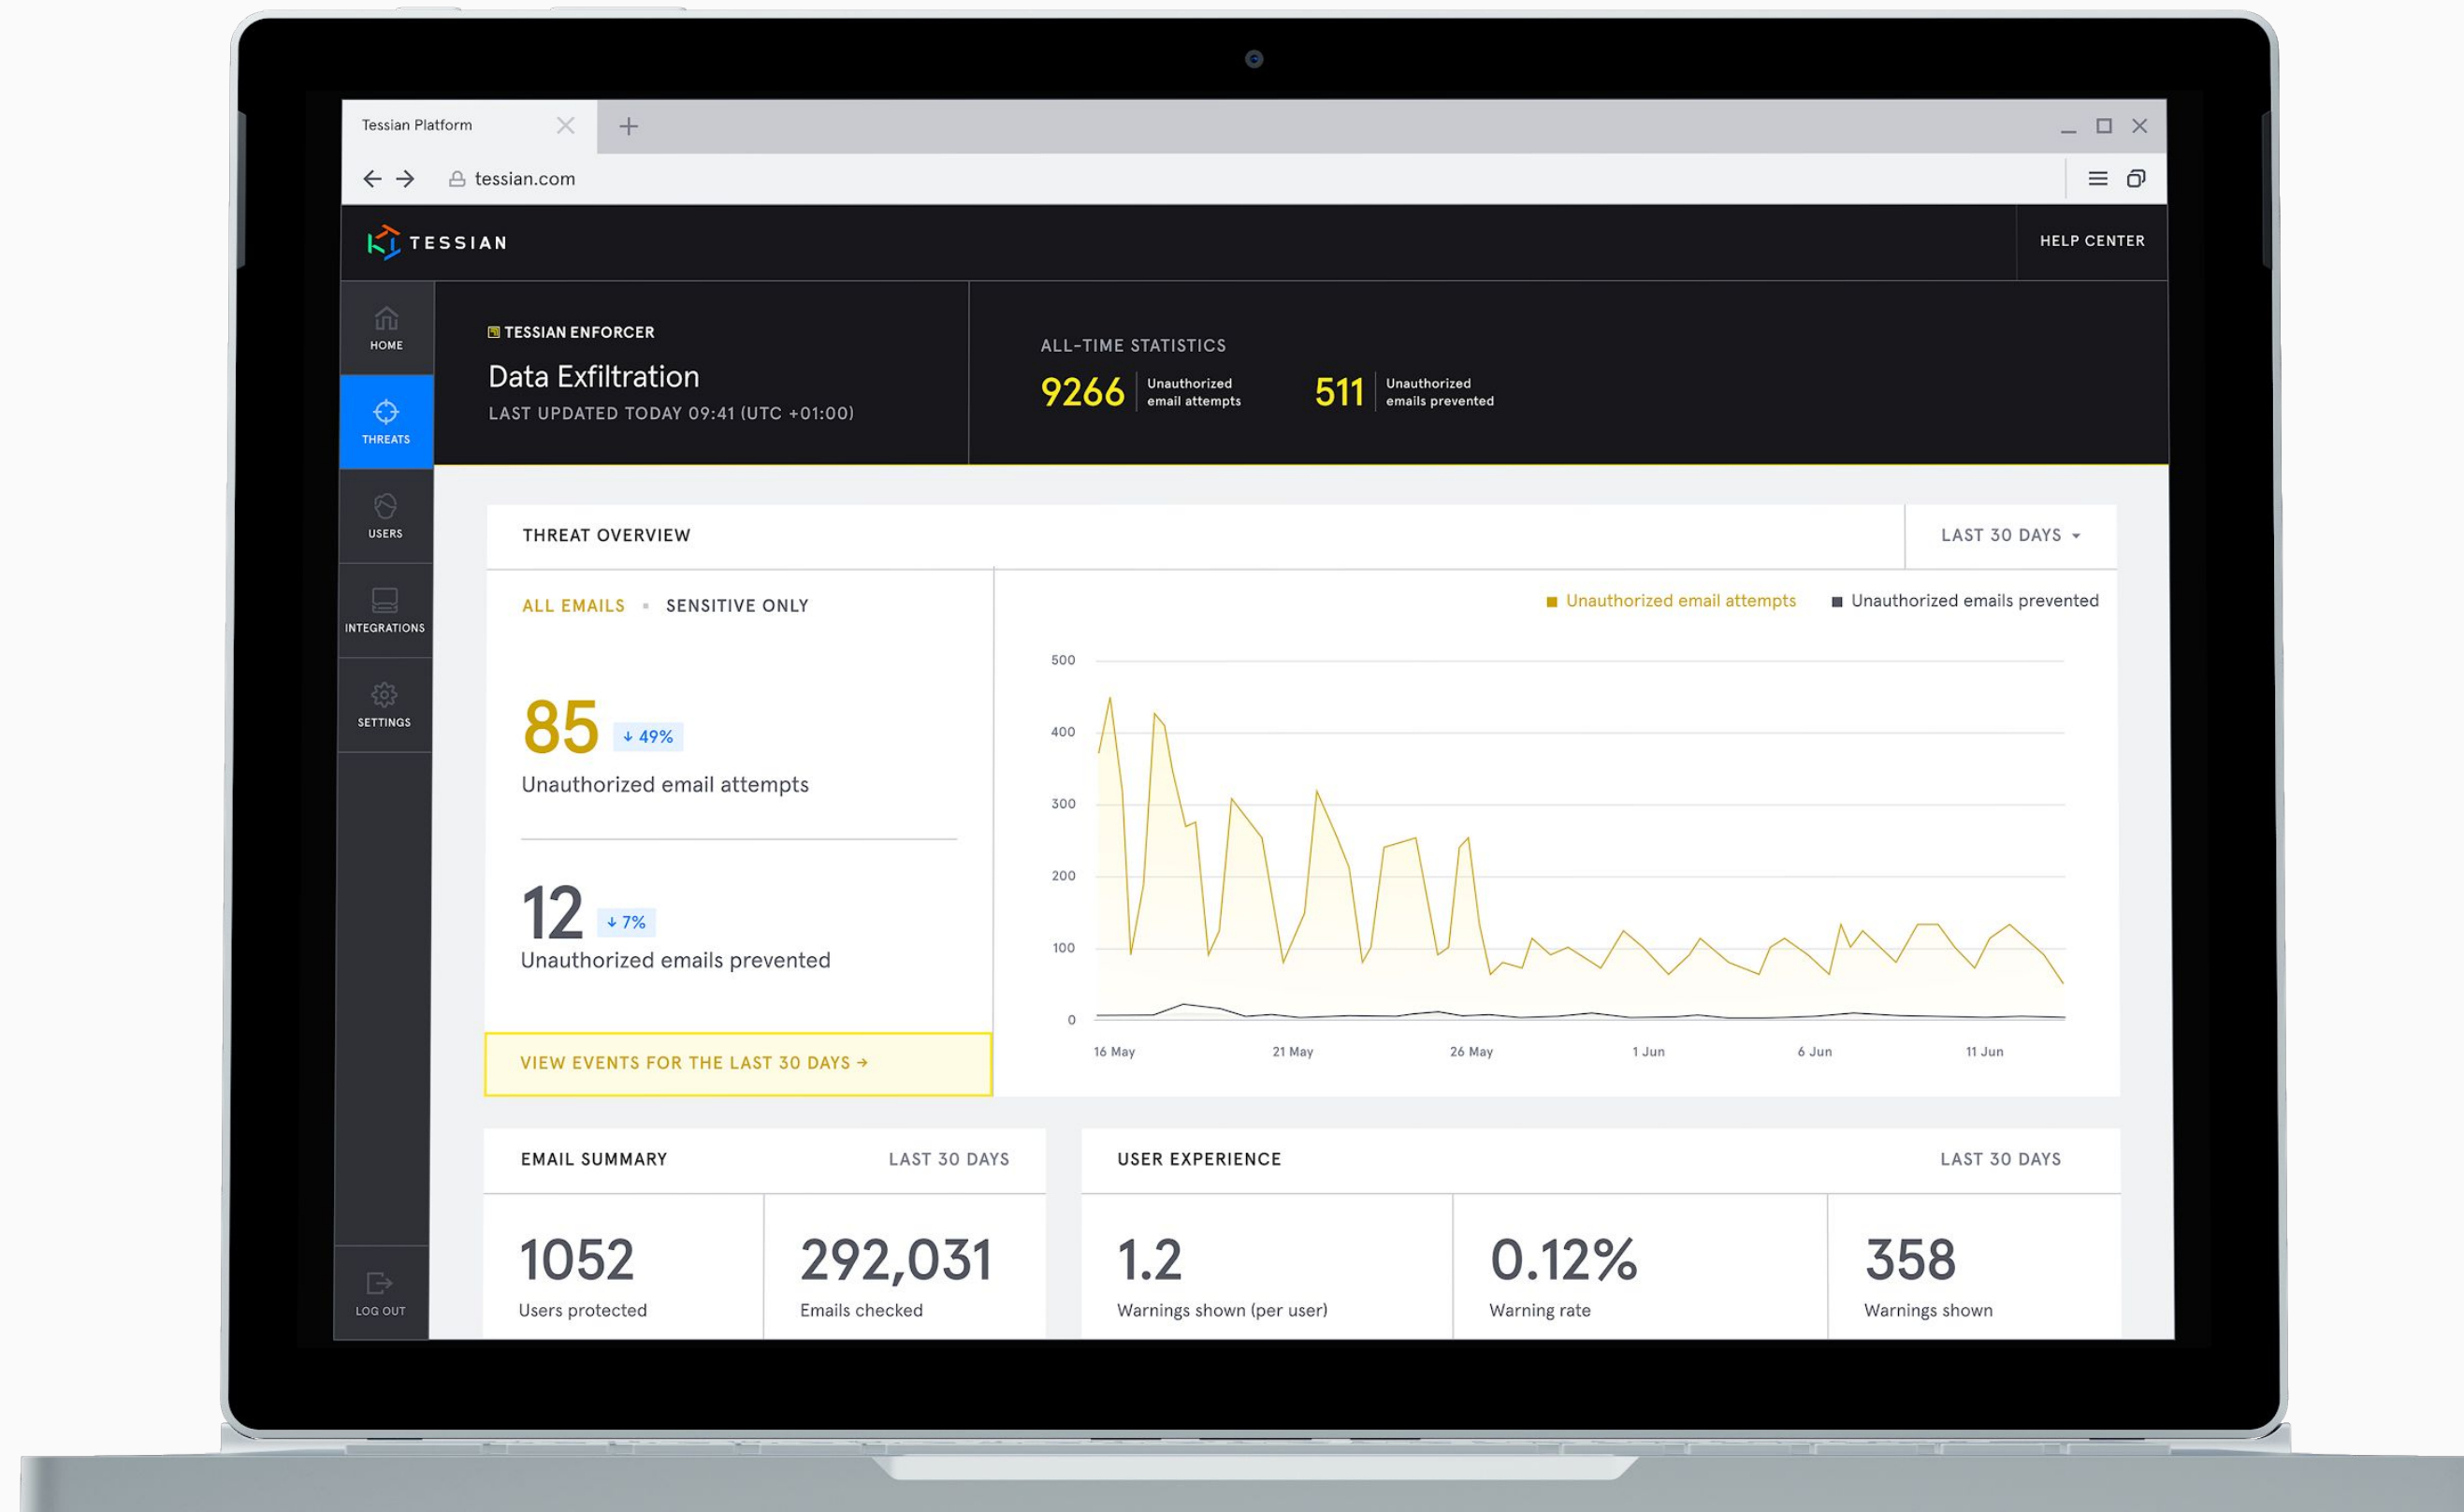 Tessian Platform
tessian.com
TESSIAN
HELP CENTER
HOME
THREATS
USERS
INTEGRATIONS
SETTINGS
LOG OUT
TESSIAN ENFORCER
Data Exfiltration
LAST UPDATED TODAY 09:41 (UTC +01:00)
ALL-TIME STATISTICS
9266 Unauthorized
email attempts
511 Unauthorized
emails prevented
THREAT OVERVIEW
LAST 30 DAYS
ALL EMAILS
SENSITIVE ONLY
85 ↓ 49%
Unauthorized email attempts
12 ↓ 7%
Unauthorized emails prevented
VIEW EVENTS FOR THE LAST 30 DAYS →
Unauthorized email attempts
Unauthorized emails prevented
500
400
300
200
100
0
16 May 21 May 26 May 1 Jun 6 Jun 11 Jun
EMAIL SUMMARY
LAST 30 DAYS
1052
Users protected
292,031
Emails checked
USER EXPERIENCE
LAST 30 DAYS
1.2
Warnings shown (per user)
0.12%
Warning rate
358
Warnings shown